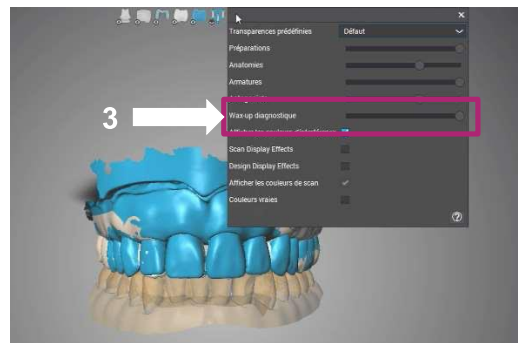 Transparences prédéfinies Défaut
Préparations
Anatomies
Armatures
3
Wax-up diagnostique
Scan Display Effects
Design Display Effects
Afficher les couleurs de scan
Couleurs vraies